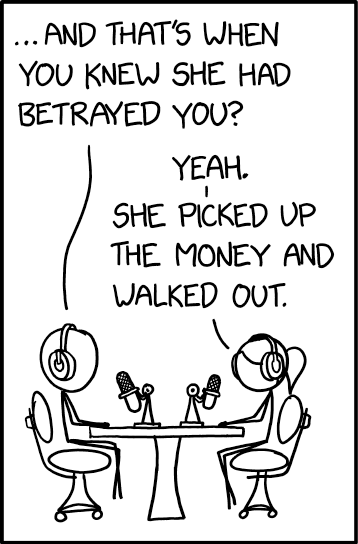 ...AND THAT'S WHEN
YOU KNEW SHE HAD
BETRAYED YOU?
YEAH.
SHE PICKED UP
THE MONEY AND
WALKED OUT.